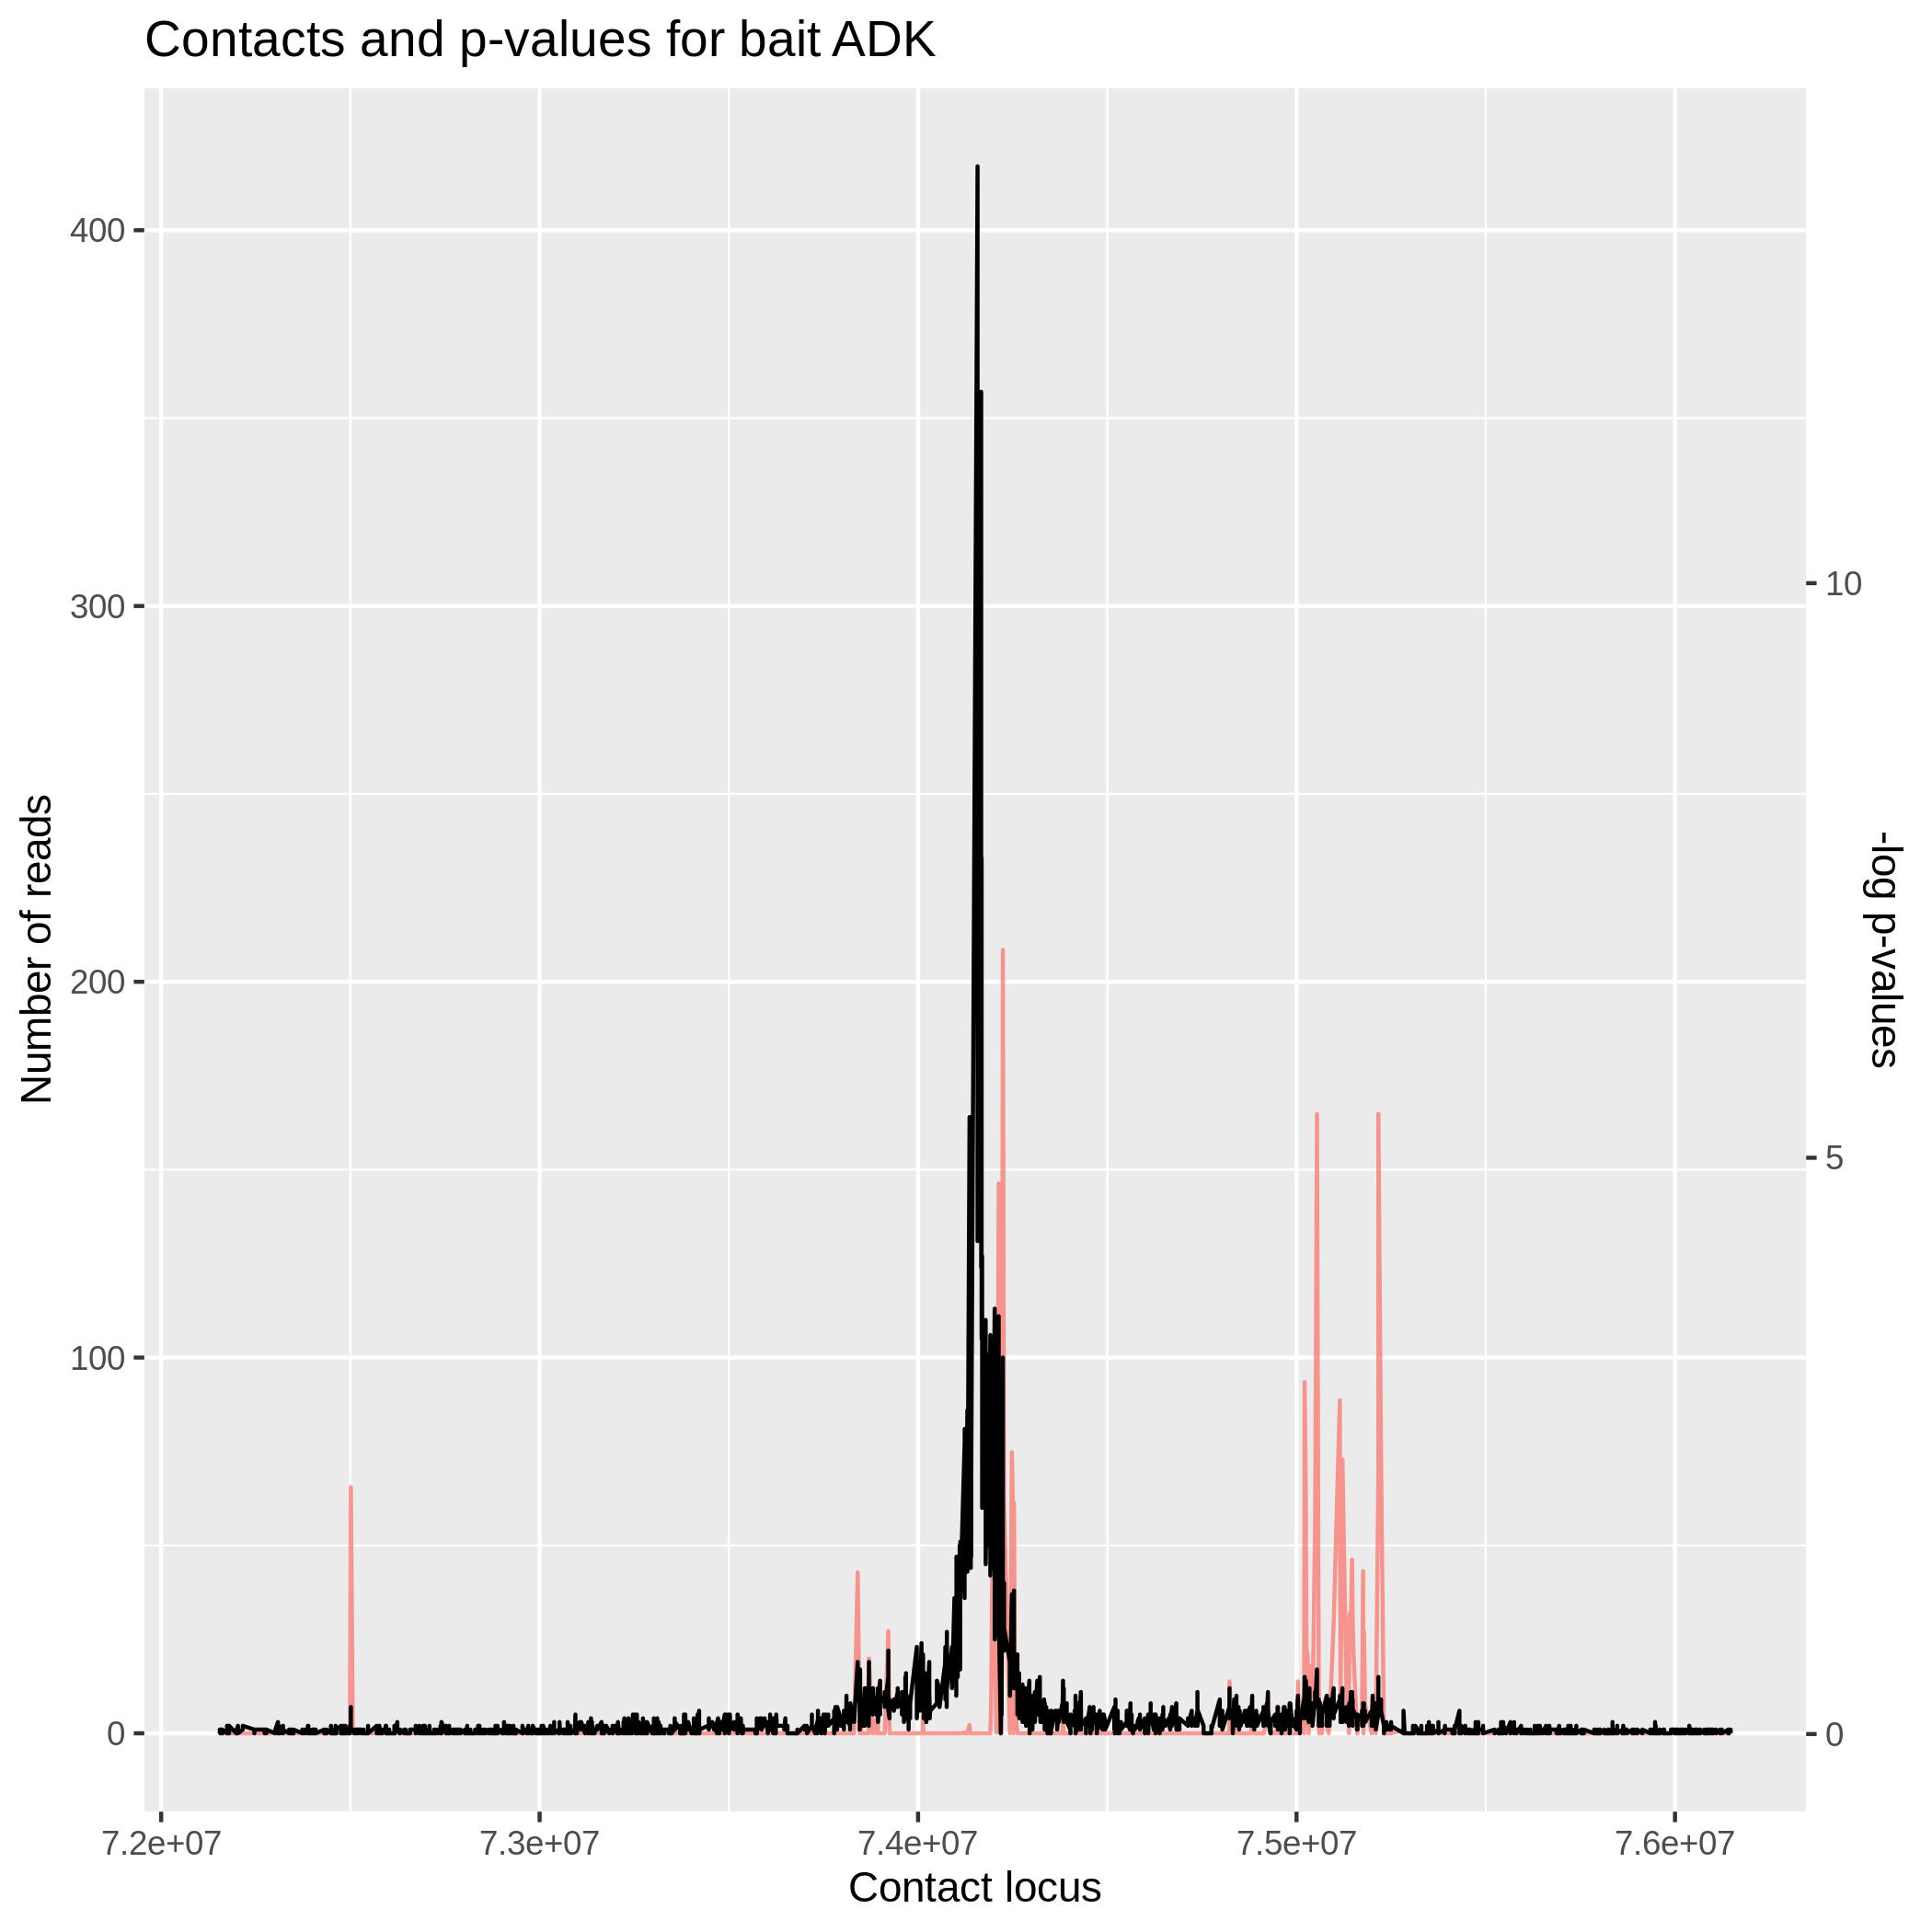 Contacts and p-values for bait ADK
Number of reads
400
300
200
100
0
10
5
0
-log p-values
7.2e+07
7.3e+07
7.4e+07
7.5e+07
7.6e+07
Contact locus